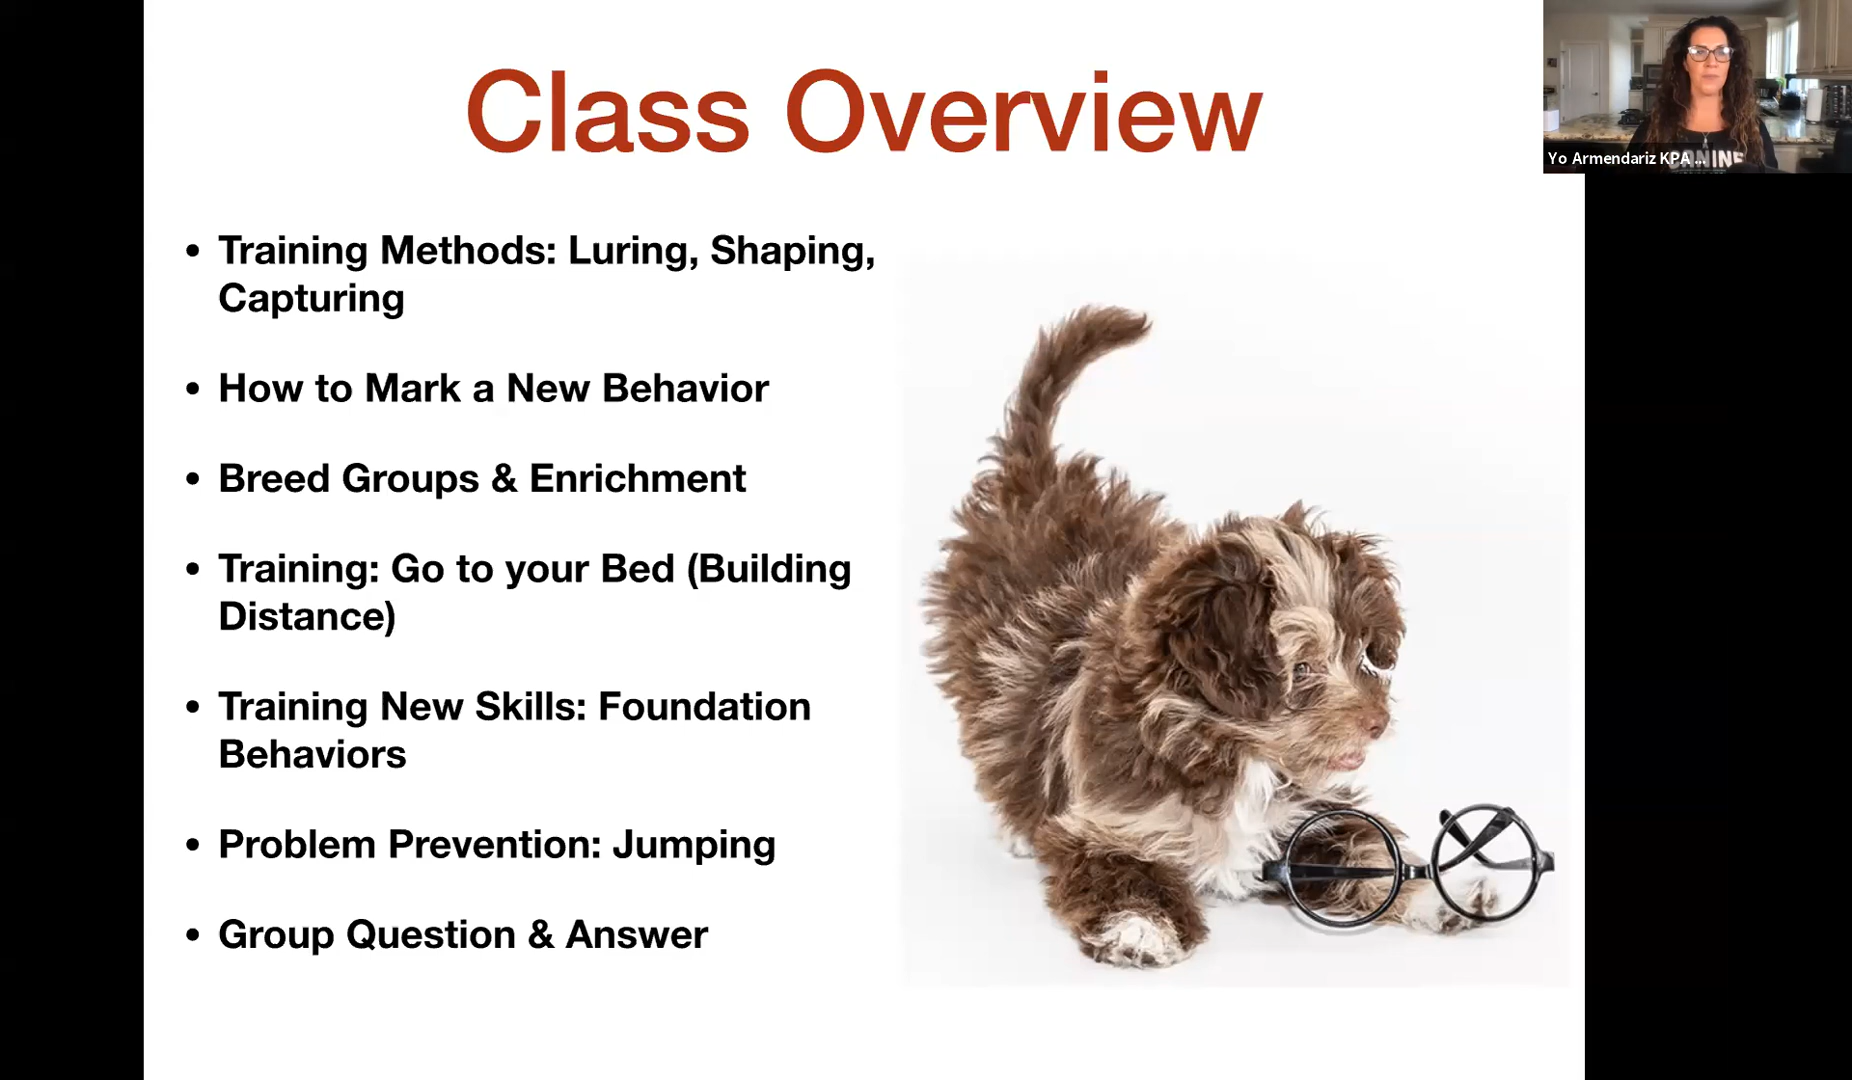 Class Overview
• Training Methods: Luring, Shaping,
Capturing
• How to Mark a New Behavior
• Breed Groups & Enrichment
• Training: Go to your Bed (Building
Distance)
• Training New Skills: Foundation
Behaviors
• Problem Prevention: Jumping
• Group Question & Answer
Yo Armendariz KPA ...
CANINE